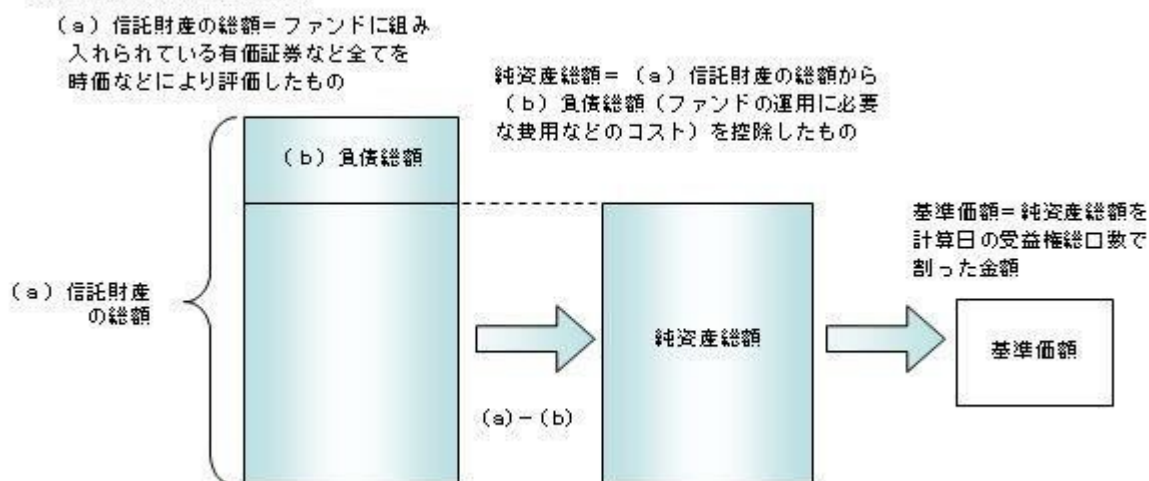 (a)信託財産の総額=ファンドに組み
入れられている有価証券など全てを
時価などにより評価したもの
純資産総額=(a)信託財産の総額から
(b)負債総額(ファンドの運用に必要
な費用などのコスト)を控除したもの
(b)負債総額
基準価額=純資産総額を
計算日の受益権総口数で
割った金額
(a)信託財産
の総額
純資産総額
基準価額
(a)-(b)